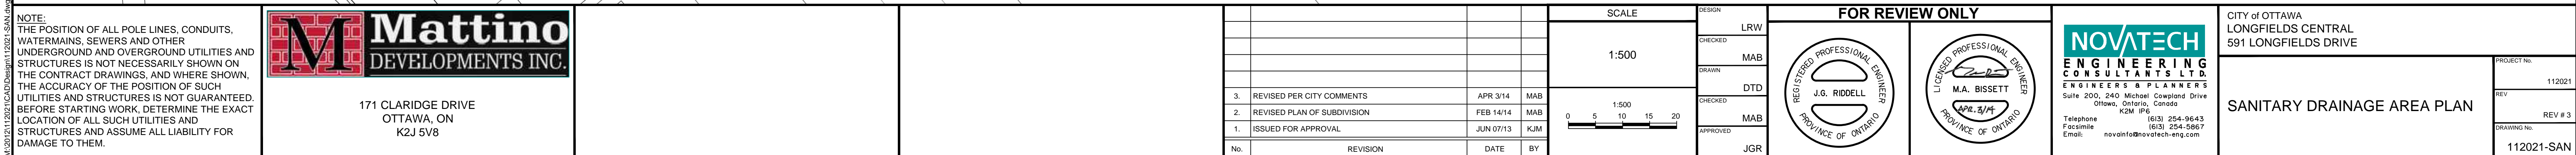 M:\2012\112021\CAD\Design\112021-SAN.dwg
NOTE:
THE POSITION OF ALL POLE LINES, CONDUITS,
WATERMAINS, SEWERS AND OTHER
UNDERGROUND AND OVERGROUND UTILITIES AND
STRUCTURES IS NOT NECESSARILY SHOWN ON
THE CONTRACT DRAWINGS, AND WHERE SHOWN,
THE ACCURACY OF THE POSITION OF SUCH
UTILITIES AND STRUCTURES IS NOT GUARANTEED.
BEFORE STARTING WORK, DETERMINE THE EXACT
LOCATION OF ALL SUCH UTILITIES AND
STRUCTURES AND ASSUME ALL LIABILITY FOR
DAMAGE TO THEM.
M Mattino
DEVELOPMENTS INC.
171 CLARIDGE DRIVE
OTTAWA, ON
K2J 5V8
3. REVISED PER CITY COMMENTS APR 3/14 MAB
2. REVISED PLAN OF SUBDIVISION FEB 14/14 MAB
1. ISSUED FOR APPROVAL JUN 07/13 KJM
No. REVISION DATE BY
SCALE
1:500
1:500
0 5 10 15 20
DESIGN
LRW
CHECKED
MAB
DRAWN
DTD
CHECKED
MAB
APPROVED
JGR
FOR REVIEW ONLY
REGISTERED PROFESSIONAL ENGINEER
J.G. RIDDELL
PROVINCE OF ONTARIO
LICENSED PROFESSIONAL ENGINEER
M.A. BISSETT
APR. 3/14
PROVINCE OF ONTARIO
NOVATECH
ENGINEERING
CONSULTANTS LTD.
ENGINEERS & PLANNERS
Suite 200, 240 Michael Cowpland Drive
Ottawa, Ontario, Canada
K2M 1P6
Telephone (613) 254-9643
Facsimile (613) 254-5867
Email: novainfo@novatech-eng.com
CITY of OTTAWA
LONGFIELDS CENTRAL
591 LONGFIELDS DRIVE
SANITARY DRAINAGE AREA PLAN
PROJECT No.
112021
REV
REV # 3
DRAWING No.
112021-SAN